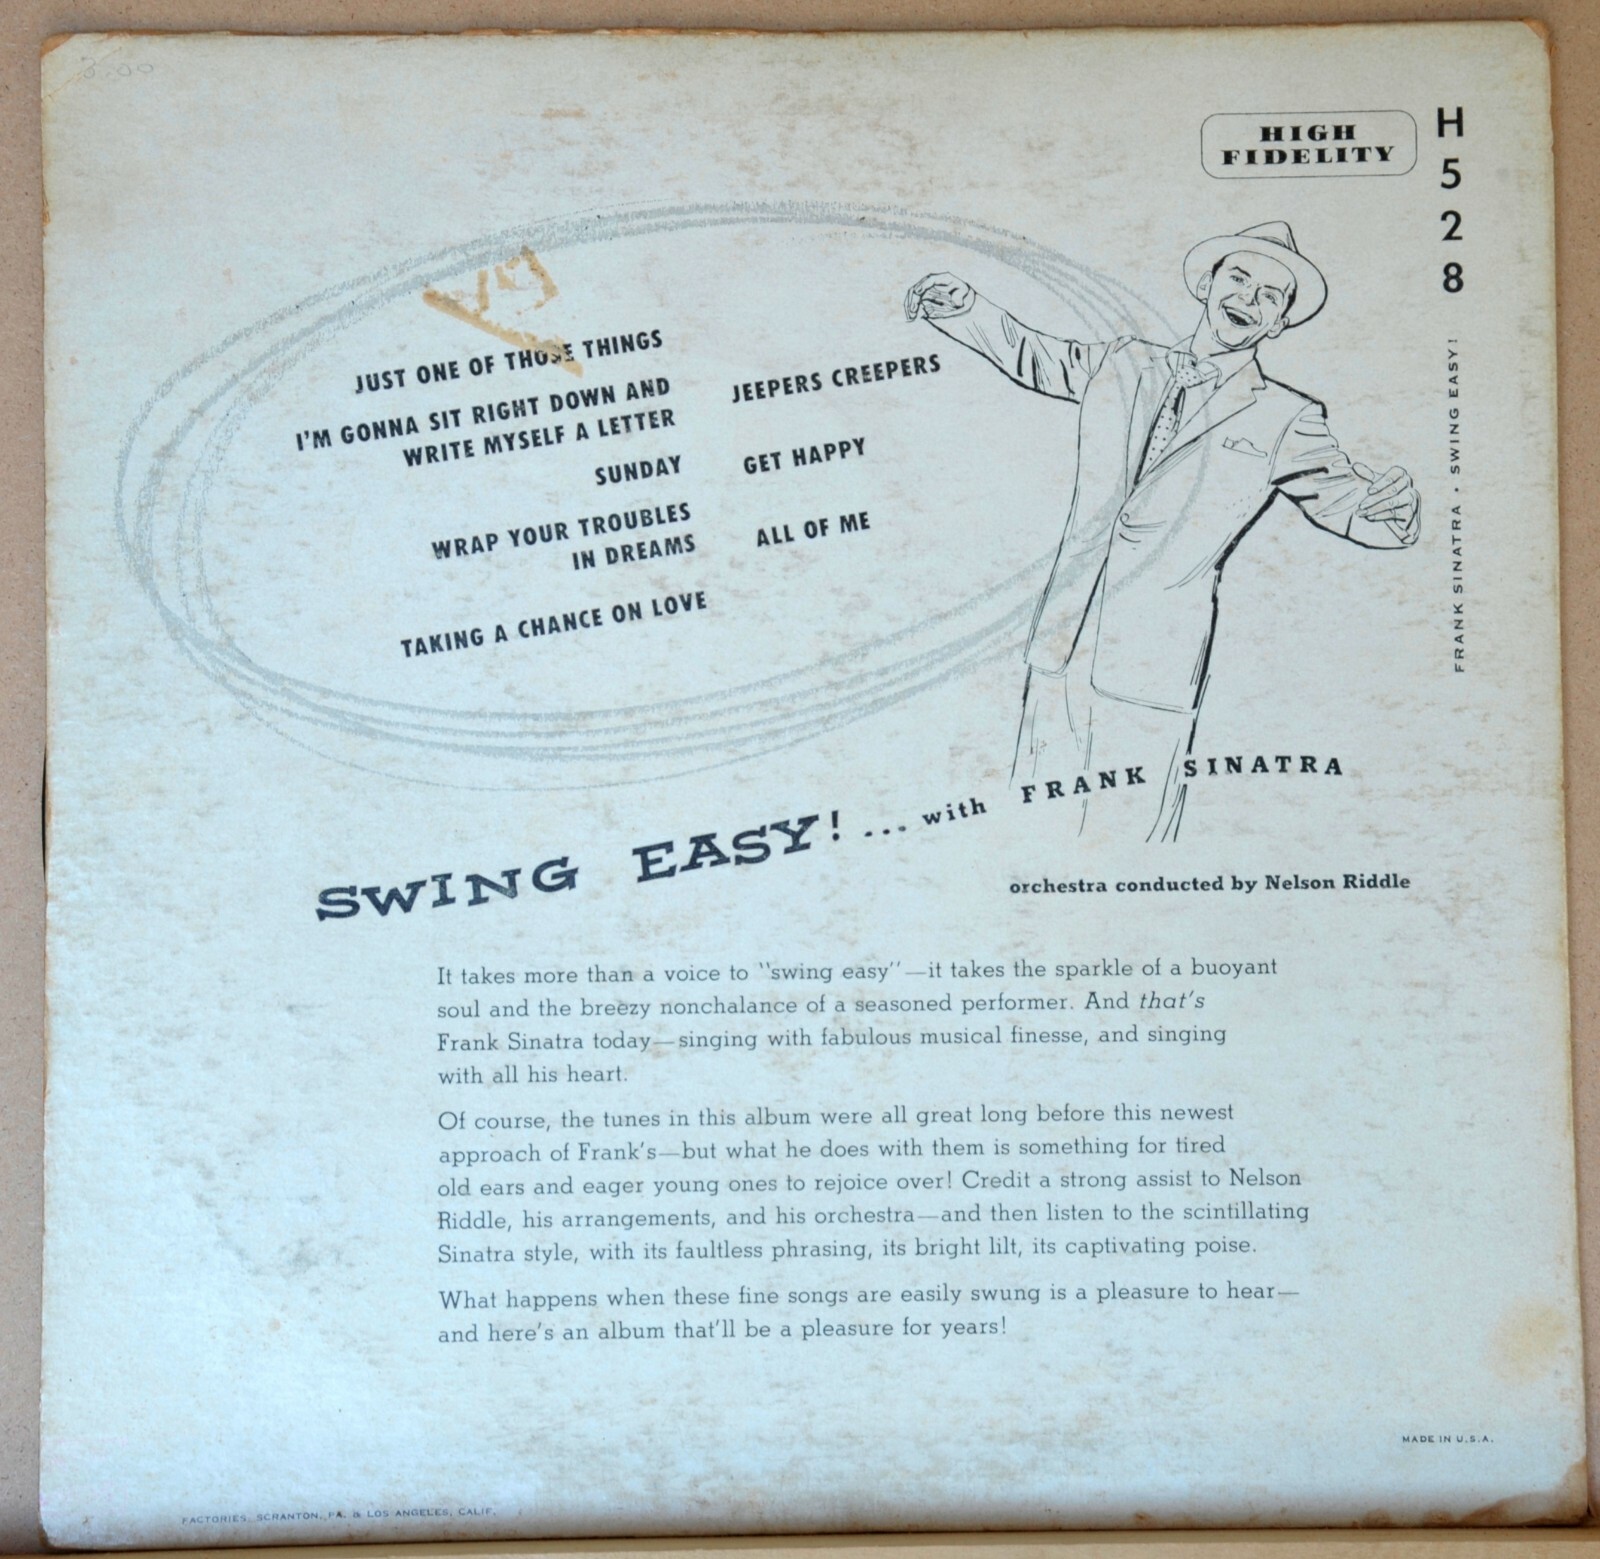 3.00
HIGH
FIDELITY
H
5
2
8
FRANK SINATRA • SWING EASY!
JUST ONE OF THOSE THINGS
I'M GONNA SIT RIGHT DOWN AND
WRITE MYSELF A LETTER
SUNDAY
WRAP YOUR TROUBLES
IN DREAMS
TAKING A CHANCE ON LOVE
JEEPERS CREEPERS
GET HAPPY
ALL OF ME
SWING EASY! ... with FRANK SINATRA
orchestra conducted by Nelson Riddle
It takes more than a voice to "swing easy"—it takes the sparkle of a buoyant
soul and the breezy nonchalance of a seasoned performer. And that's
Frank Sinatra today—singing with fabulous musical finesse, and singing
with all his heart.
Of course, the tunes in this album were all great long before this newest
approach of Frank's—but what he does with them is something for tired
old ears and eager young ones to rejoice over! Credit a strong assist to Nelson
Riddle, his arrangements, and his orchestra—and then listen to the scintillating
Sinatra style, with its faultless phrasing, its bright lilt, its captivating poise.
What happens when these fine songs are easily swung is a pleasure to hear—
and here's an album that'll be a pleasure for years!
MADE IN U.S.A.
FACTORIES: SCRANTON, PA. & LOS ANGELES, CALIF.